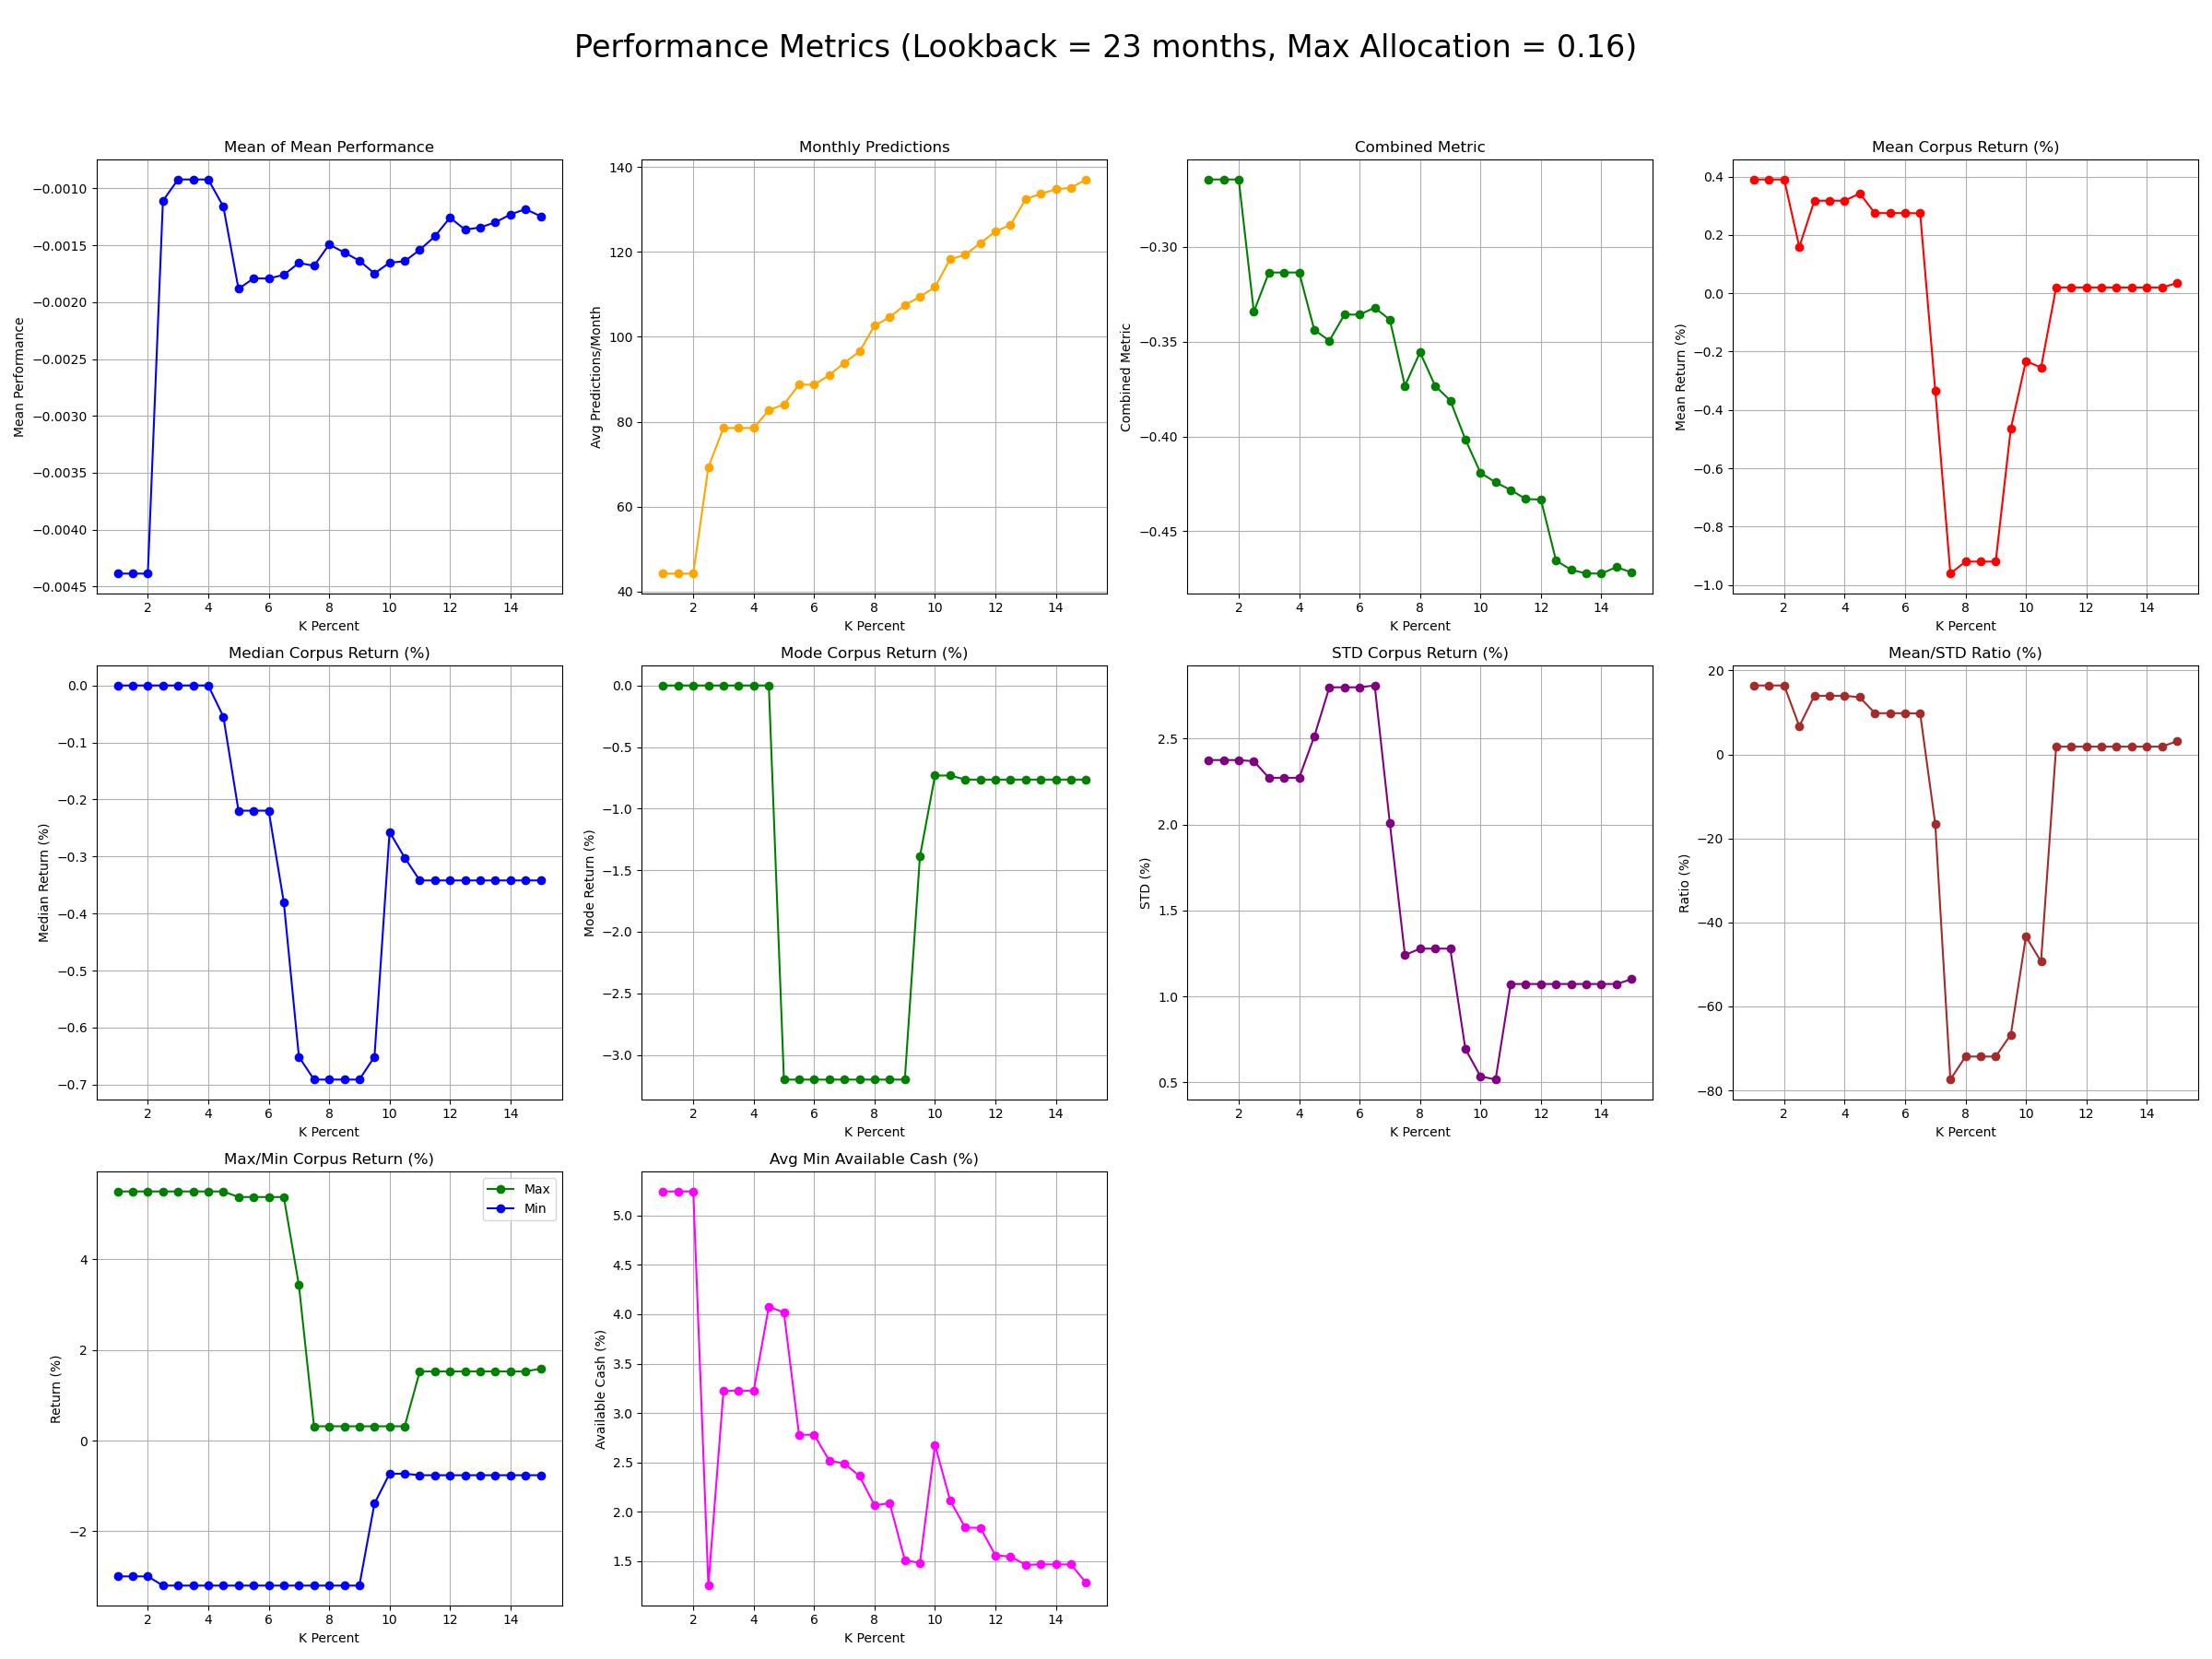 Performance Metrics (Lookback = 23 months, Max Allocation = 0.16)
Mean of Mean Performance
Mean Performance
−0.0010
−0.0015
−0.0020
−0.0025
−0.0030
−0.0035
−0.0040
−0.0045
2 4 6 8 10 12 14
K Percent
Monthly Predictions
Avg Predictions/Month
140
120
100
80
60
40
2 4 6 8 10 12 14
K Percent
Combined Metric
Combined Metric
−0.30
−0.35
−0.40
−0.45
2 4 6 8 10 12 14
K Percent
Mean Corpus Return (%)
Mean Return (%)
0.4
0.2
0.0
−0.2
−0.4
−0.6
−0.8
−1.0
2 4 6 8 10 12 14
K Percent
Median Corpus Return (%)
Median Return (%)
0.0
−0.1
−0.2
−0.3
−0.4
−0.5
−0.6
−0.7
2 4 6 8 10 12 14
K Percent
Mode Corpus Return (%)
Mode Return (%)
0.0
−0.5
−1.0
−1.5
−2.0
−2.5
−3.0
2 4 6 8 10 12 14
K Percent
STD Corpus Return (%)
STD (%)
2.5
2.0
1.5
1.0
0.5
2 4 6 8 10 12 14
K Percent
Mean/STD Ratio (%)
Ratio (%)
20
0
−20
−40
−60
−80
2 4 6 8 10 12 14
K Percent
Max/Min Corpus Return (%)
Return (%)
4
2
0
−2
Max
Min
2 4 6 8 10 12 14
K Percent
Avg Min Available Cash (%)
Available Cash (%)
5.0
4.5
4.0
3.5
3.0
2.5
2.0
1.5
2 4 6 8 10 12 14
K Percent